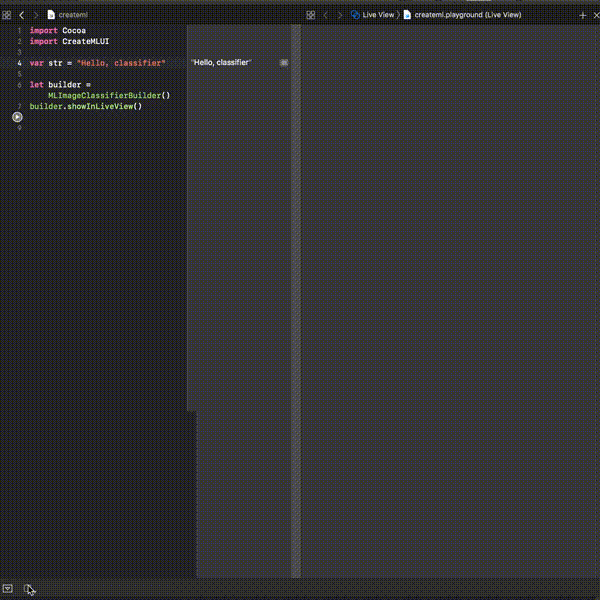 createml
Live View
createml.playground (Live View)
1 import Cocoa
2 import CreateMLUI
3
4 var str = "Hello, classifier"
"Hello, classifier"
5
6 let builder =
MLImageClassifierBuilder()
7 builder.showInLiveView()
9